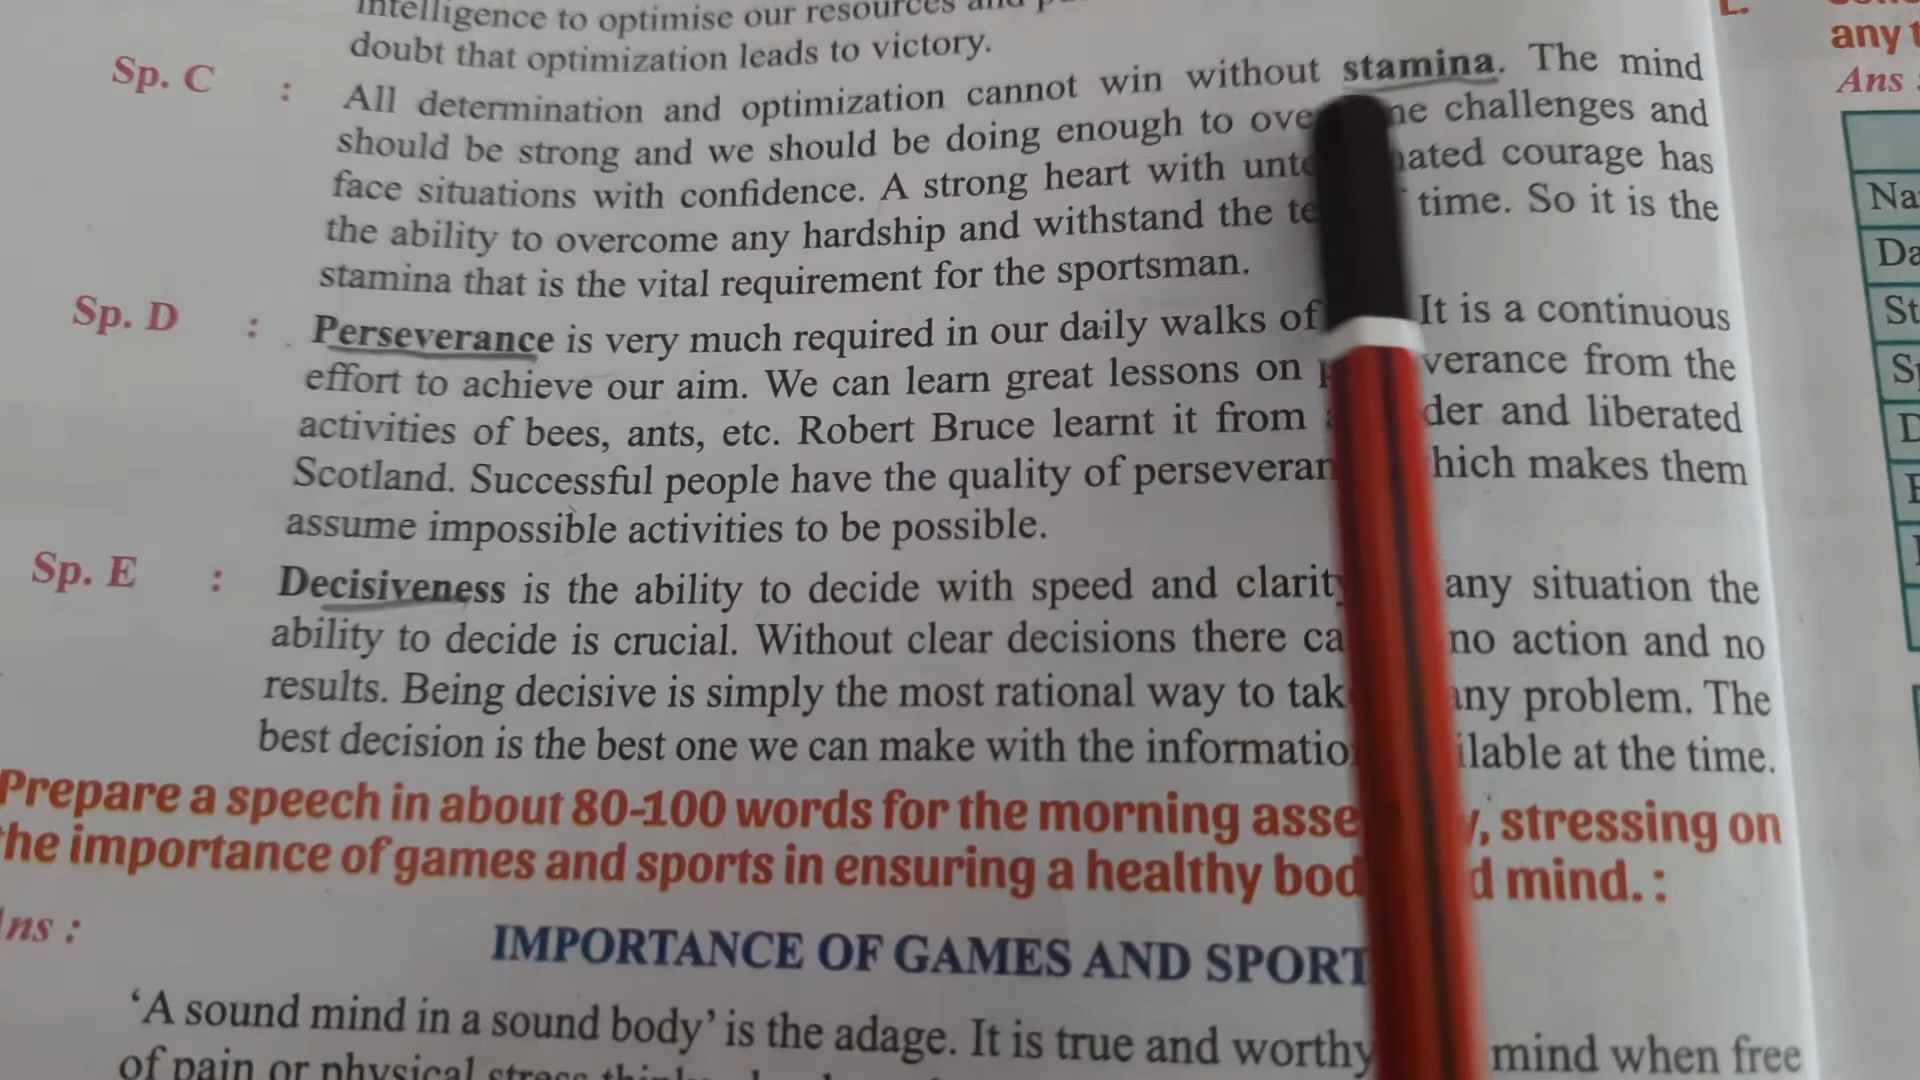 intelligence to optimise our resources and
doubt that optimization leads to victory.
Sp. C : All determination and optimization cannot win without stamina. The mind
should be strong and we should be doing enough to ove me challenges and
face situations with confidence. A strong heart with unte nated courage has
the ability to overcome any hardship and withstand the te time. So it is the
stamina that is the vital requirement for the sportsman.
Sp. D : Perseverance is very much required in our daily walks of It is a continuous
effort to achieve our aim. We can learn great lessons on p verance from the
activities of bees, ants, etc. Robert Bruce learnt it from a der and liberated
Scotland. Successful people have the quality of perseveran hich makes them
assume impossible activities to be possible.
Sp. E : Decisiveness is the ability to decide with speed and clarity any situation the
ability to decide is crucial. Without clear decisions there ca no action and no
results. Being decisive is simply the most rational way to tak any problem. The
best decision is the best one we can make with the informatio ilable at the time.
Prepare a speech in about 80-100 words for the morning asse y, stressing on
he importance of games and sports in ensuring a healthy bod d mind. :
ns :
IMPORTANCE OF GAMES AND SPORT
‘A sound mind in a sound body’ is the adage. It is true and worthy mind when free
of pain or physical stress
any t
Ans :
Na
Da
St
Sp
D